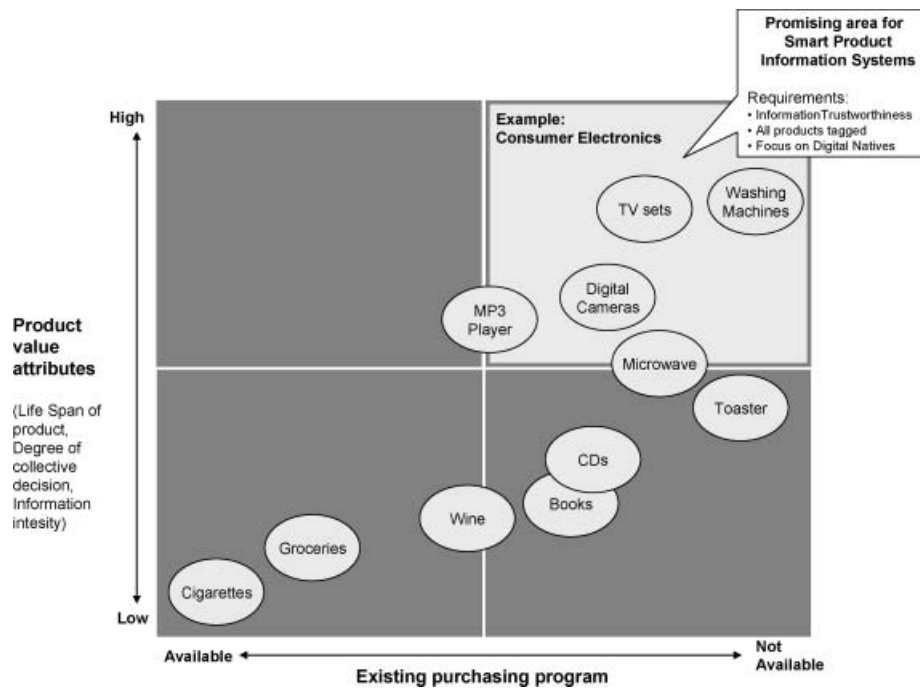 Promising area for
Smart Product
Information Systems
Requirements:
• InformationTrustworthiness
• All products tagged
• Focus on Digital Natives
High
Example:
Consumer Electronics
TV sets
Washing
Machines
Digital
Cameras
MP3
Player
Product
value
attributes
(Life Span of
product,
Degree of
collective
decision,
Information
intesity)
Microwave
Toaster
CDs
Books
Wine
Groceries
Cigarettes
Low
Available
Not
Available
Existing purchasing program